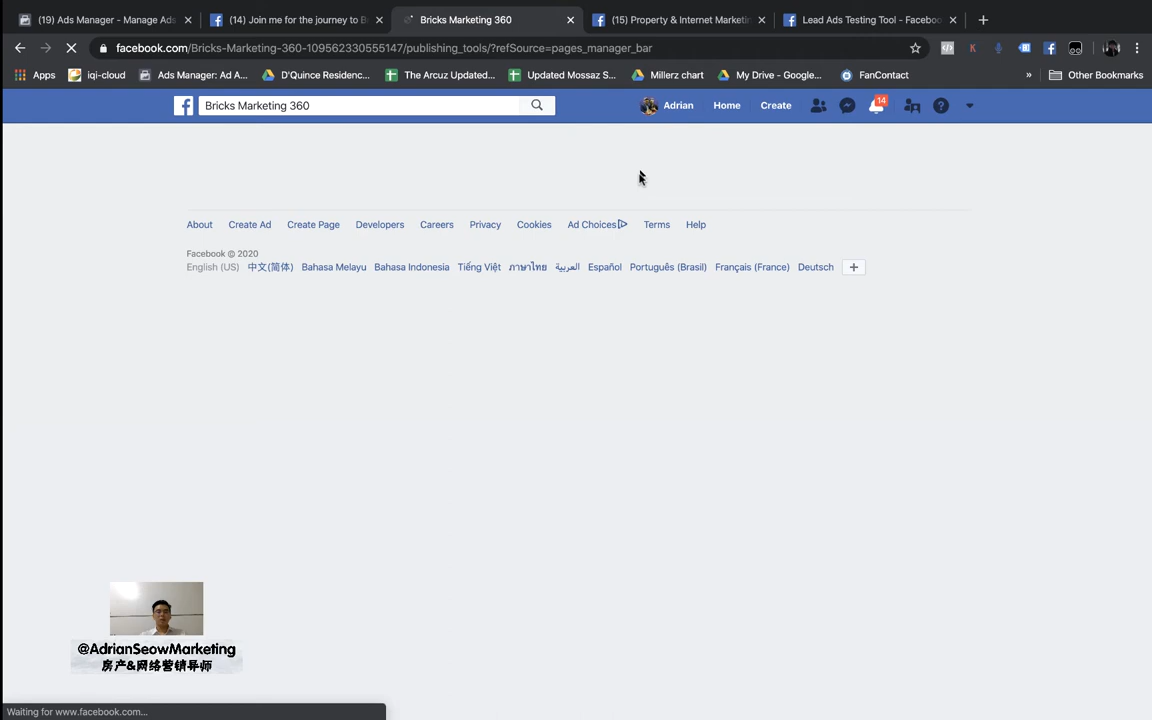 (19) Ads Manager - Manage Ads
(14) Join me for the journey to B
Bricks Marketing 360
(15) Property & Internet Marketin
Lead Ads Testing Tool - Faceboo
facebook.com/Bricks-Marketing-360-109562330555147/publishing_tools/?refSource=pages_manager_bar
Apps
iqi-cloud
Ads Manager: Ad A...
D'Quince Residenc...
The Arcuz Updated...
Updated Mossaz S...
Millerz chart
My Drive - Google...
FanContact
»
Other Bookmarks
Bricks Marketing 360
Adrian
Home
Create
14
About
Create Ad
Create Page
Developers
Careers
Privacy
Cookies
Ad Choices
Terms
Help
Facebook © 2020
English (US)
中文(简体)
Bahasa Melayu
Bahasa Indonesia
Tiếng Việt
ภาษาไทย
العربية
Español
Português (Brasil)
Français (France)
Deutsch
@AdrianSeowMarketing
房产&网络营销导师
Waiting for www.facebook.com...